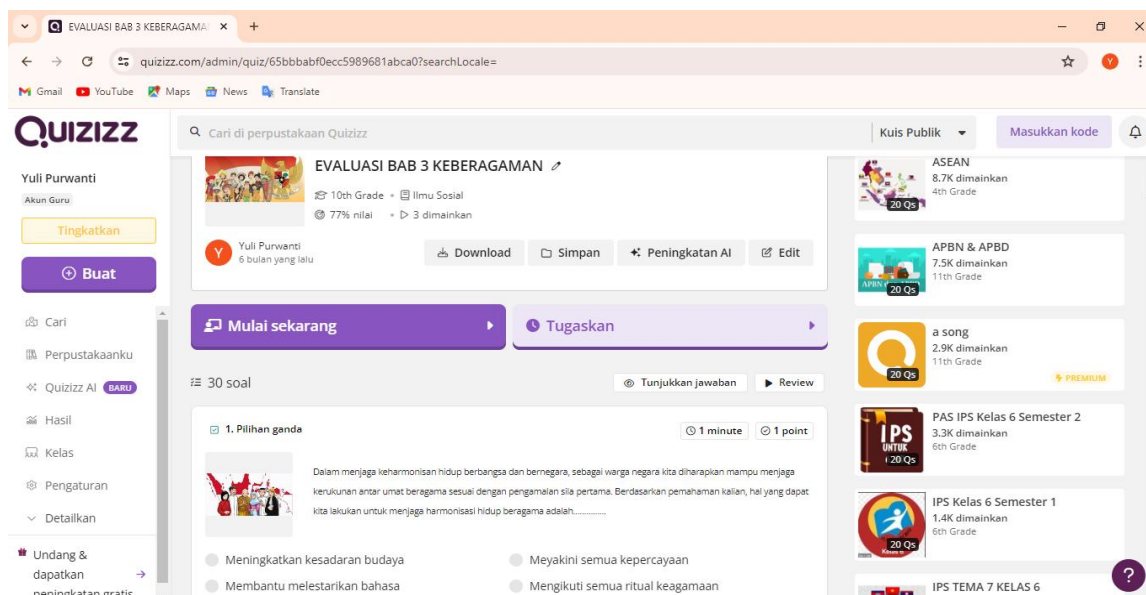 EVALUASI BAB 3 KEBERAGAMA
quizizz.com/admin/quiz/65bbbabf0ecc5989681abca0?searchLocale=
Y
Gmail
YouTube
Maps
News
Translate
QUIZIZZ
Cari di perpustakaan Quizizz
Kuis Publik
Masukkan kode
Yuli Purwanti
Akun Guru
Tingkatkan
Buat
Cari
Perpustakaanku
Quizizz AI BARU
Hasil
Kelas
Pengaturan
Detailkan
Undang &
dapatkan
peningkatan gratis
EVALUASI BAB 3 KEBERAGAMAN
10th Grade • Ilmu Sosial
77% nilai • 3 dimainkan
Y
Yuli Purwanti
6 bulan yang lalu
Download
Simpan
Peningkatan AI
Edit
Mulai sekarang
Tugaskan
30 soal
Tunjukkan jawaban
Review
1. Pilihan ganda
1 minute
1 point
Dalam menjaga keharmonisan hidup berbangsa dan bernegara, sebagai warga negara kita diharapkan mampu menjaga
kerukunan antar umat beragama sesuai dengan pengamalan sila pertama. Berdasarkan pemahaman kalian, hal yang dapat
kita lakukan untuk menjaga harmonisasi hidup beragama adalah..............
Meningkatkan kesadaran budaya
Meyakini semua kepercayaan
Membantu melestarikan bahasa
Mengikuti semua ritual keagamaan
ASEAN
8.7K dimainkan
4th Grade
20 Qs
APBN & APBD
7.5K dimainkan
11th Grade
20 Qs
a song
2.9K dimainkan
11th Grade
20 Qs
PREMIUM
PAS IPS Kelas 6 Semester 2
3.3K dimainkan
6th Grade
IPS
UNTUK
20 Qs
IPS Kelas 6 Semester 1
1.4K dimainkan
6th Grade
20 Qs
IPS TEMA 7 KELAS 6
?